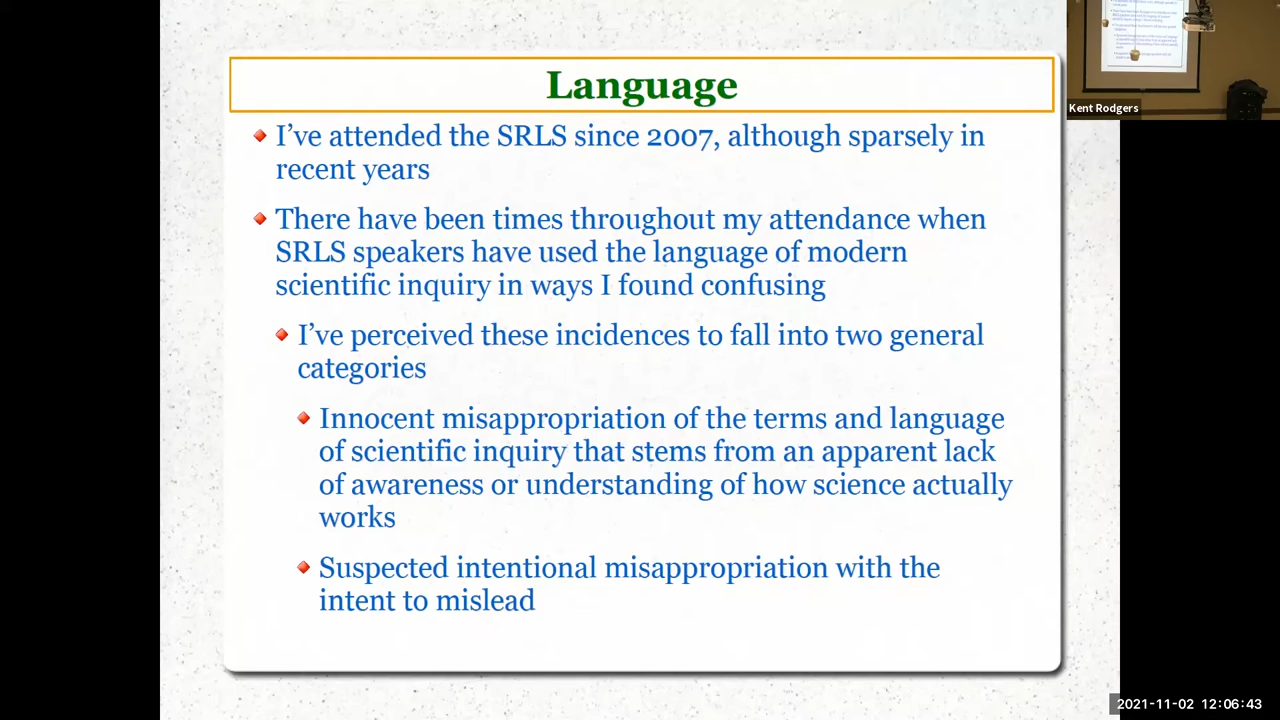 Language
I've attended the SRLS since 2007, although sparsely in
recent years
There have been times throughout my attendance when
SRLS speakers have used the language of modern
scientific inquiry in ways I found confusing
I've perceived these incidences to fall into two general
categories
Innocent misappropriation of the terms and language
of scientific inquiry that stems from an apparent lack
of awareness or understanding of how science actually
works
Suspected intentional misappropriation with the
intent to mislead
Kent Rodgers
2021-11-02 12:06:43